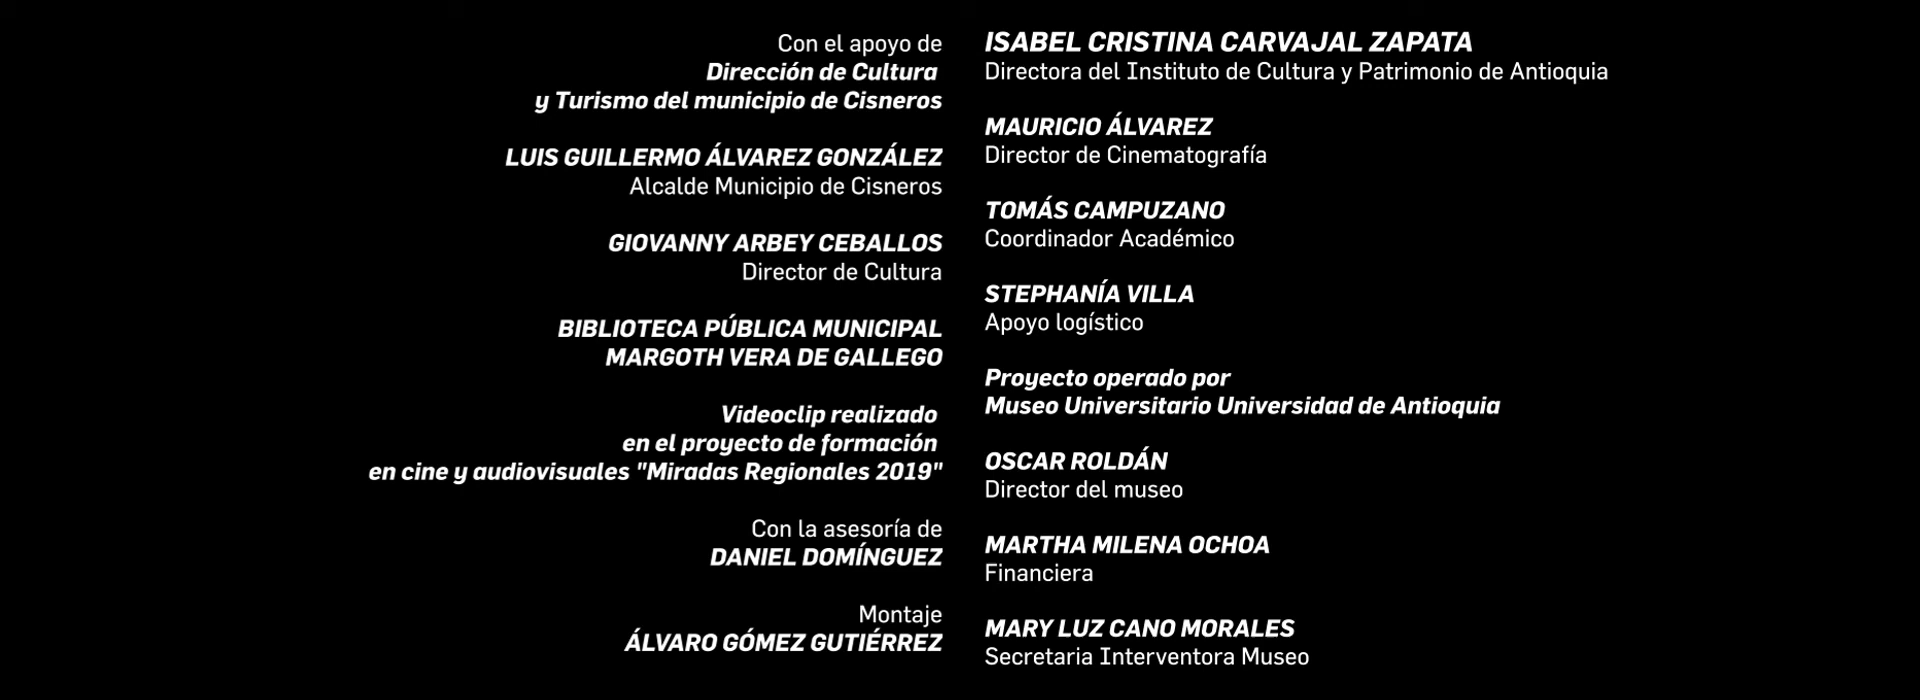 Con el apoyo de
Dirección de Cultura
y Turismo del municipio de Cisneros
LUIS GUILLERMO ÁLVAREZ GONZÁLEZ
Alcalde Municipio de Cisneros
GIOVANNY ARBEY CEBALLOS
Director de Cultura
BIBLIOTECA PÚBLICA MUNICIPAL
MARGOTH VERA DE GALLEGO
Videoclip realizado
en el proyecto de formación
en cine y audiovisuales "Miradas Regionales 2019"
Con la asesoría de
DANIEL DOMÍNGUEZ
Montaje
ÁLVARO GÓMEZ GUTIÉRREZ
ISABEL CRISTINA CARVAJAL ZAPATA
Directora del Instituto de Cultura y Patrimonio de Antioquia
MAURICIO ÁLVAREZ
Director de Cinematografía
TOMÁS CAMPUZANO
Coordinador Académico
STEPHANÍA VILLA
Apoyo logístico
Proyecto operado por
Museo Universitario Universidad de Antioquia
OSCAR ROLDÁN
Director del museo
MARTHA MILENA OCHOA
Financiera
MARY LUZ CANO MORALES
Secretaria Interventora Museo